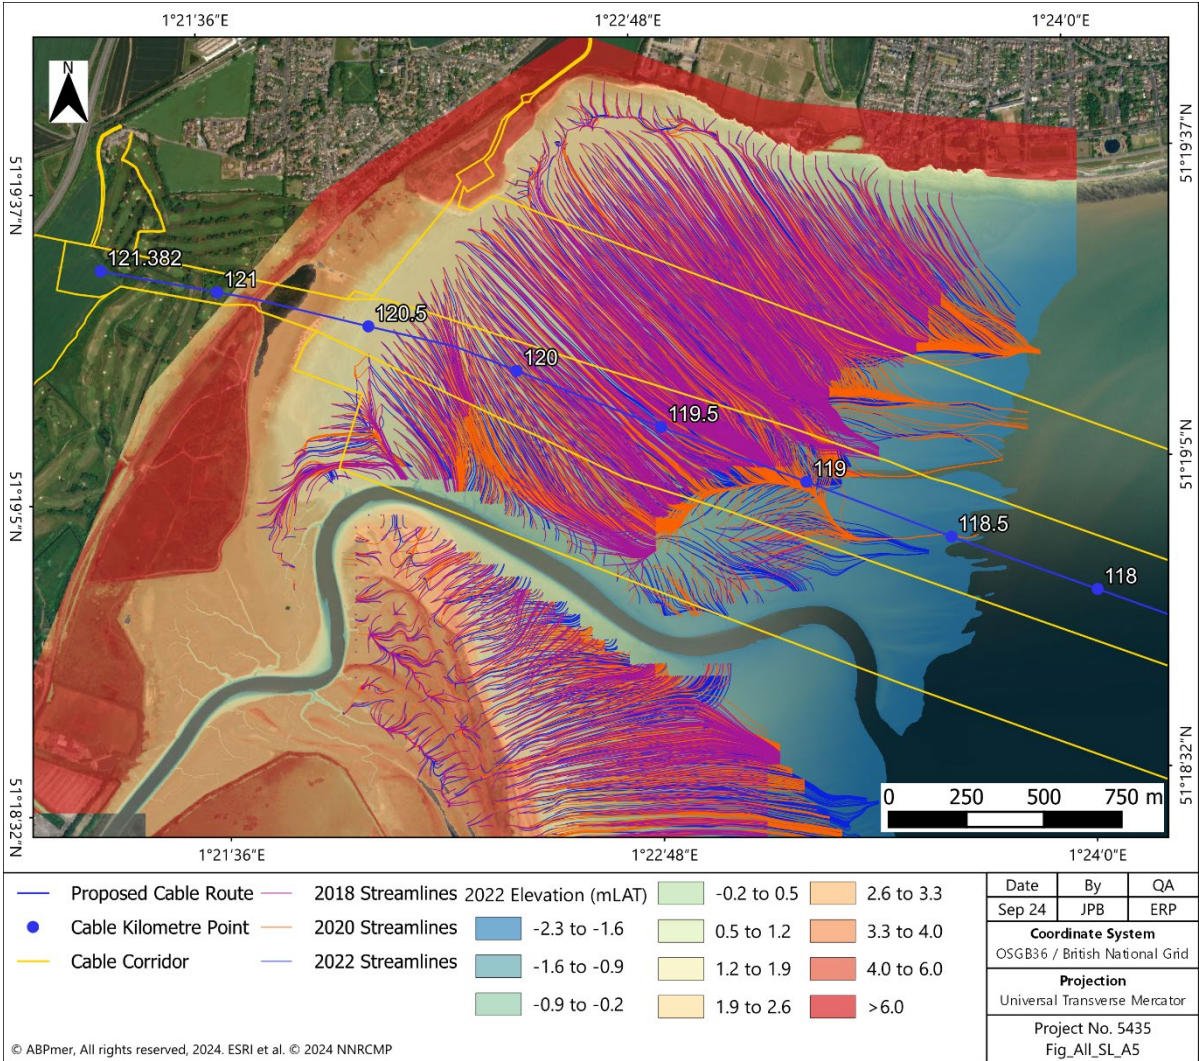 1°21'36"E
1°22'48"E
1°24'0"E
N
51°19'37"N
51°19'37"N
121.382
121
120.5
120
119.5
119
118.5
118
51°19'5"N
51°19'5"N
51°18'32"N
51°18'32"N
0 250 500 750 m
1°21'36"E
1°22'48"E
1°24'0"E
Proposed Cable Route
Cable Kilometre Point
Cable Corridor
2018 Streamlines
2020 Streamlines
2022 Streamlines
2022 Elevation (mLAT)
-2.3 to -1.6
-1.6 to -0.9
-0.9 to -0.2
-0.2 to 0.5
0.5 to 1.2
1.2 to 1.9
1.9 to 2.6
2.6 to 3.3
3.3 to 4.0
4.0 to 6.0
>6.0
Date By QA
Sep 24 JPB ERP
Coordinate System
OSGB36 / British National Grid
Projection
Universal Transverse Mercator
Project No. 5435
Fig_All_SL_A5
© ABPmer, All rights reserved, 2024. ESRI et al. © 2024 NNRCMP